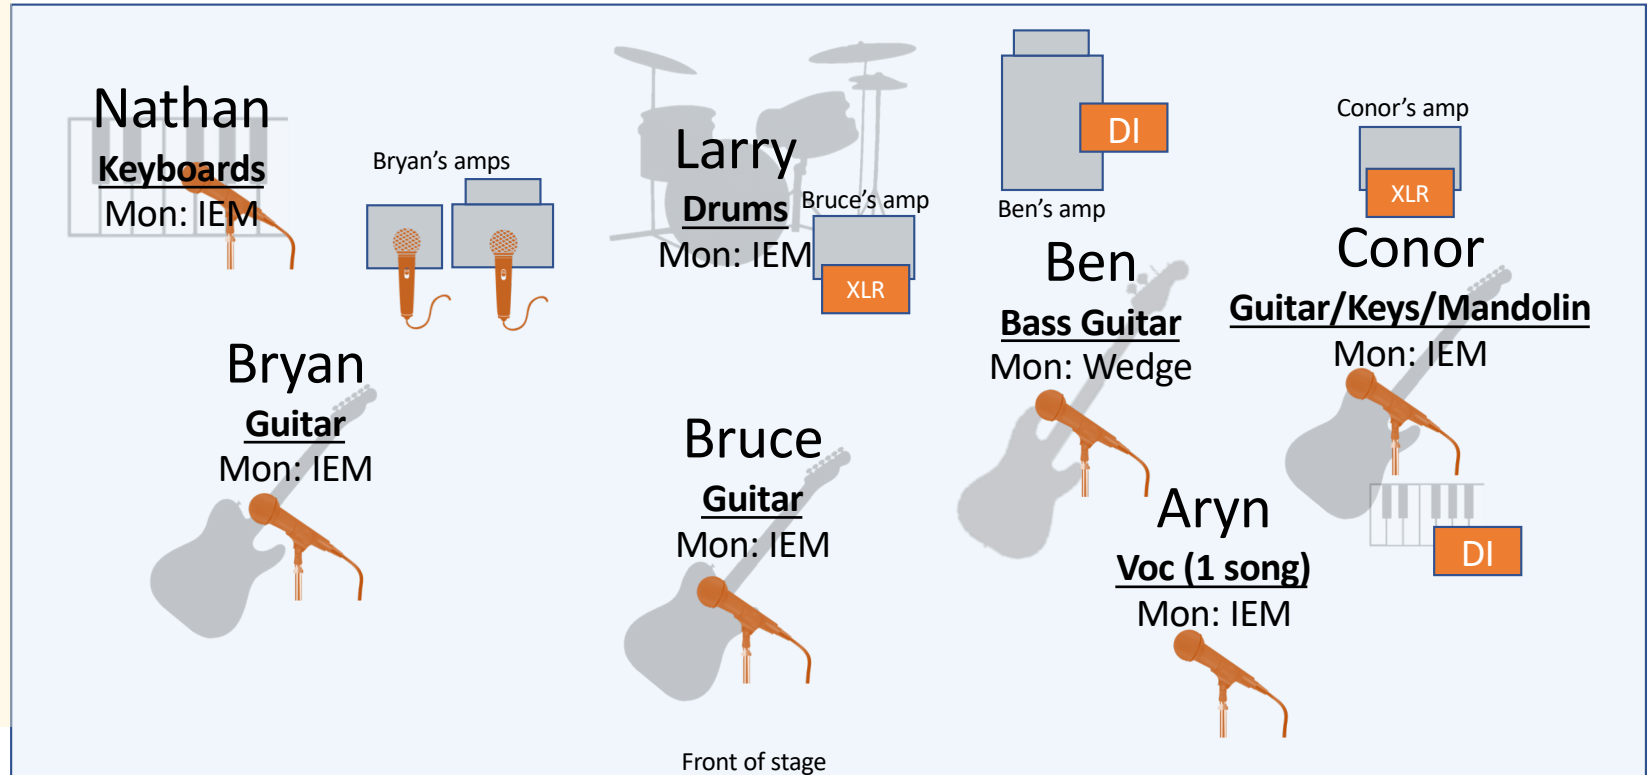 Nathan
Keyboards
Mon: IEM
Bryan's amps
Larry
Drums
Mon: IEM
Bruce's amp
XLR
DI
Ben's amp
Conor's amp
XLR
Ben
Bass Guitar
Mon: Wedge
Conor
Guitar/Keys/Mandolin
Mon: IEM
DI
Bryan
Guitar
Mon: IEM
Bruce
Guitar
Mon: IEM
Aryn
Voc (1 song)
Mon: IEM
Front of stage